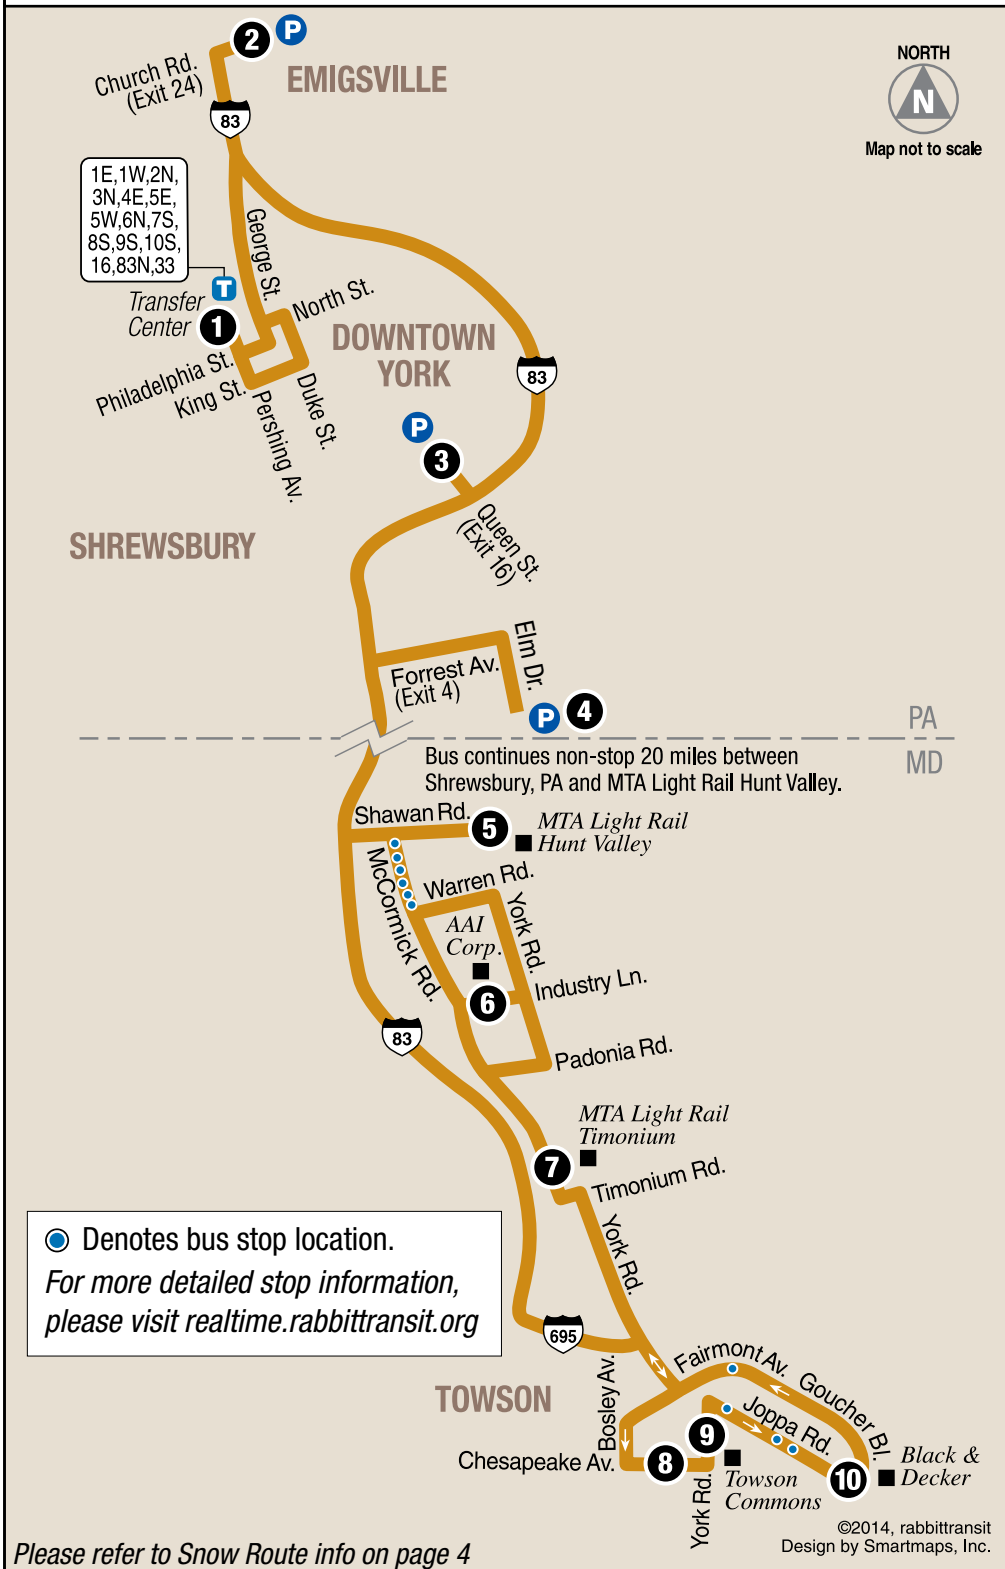 2
P
Church Rd.
(Exit 24)
EMIGSVILLE
83
NORTH
N
Map not to scale
1E,1W,2N,
3N,4E,5E,
5W,6N,7S,
8S,9S,10S,
16,83N,33
George St.
T
Transfer
Center
1
North St.
DOWNTOWN
YORK
83
Philadelphia St.
King St.
Pershing Av.
Duke St.
P
3
Queen St.
(Exit 16)
SHREWSBURY
Forrest Av.
(Exit 4)
Elm Dr.
P
4
PA
MD
Bus continues non-stop 20 miles between
Shrewsbury, PA and MTA Light Rail Hunt Valley.
Shawan Rd.
5
MTA Light Rail
Hunt Valley
McCormick Rd.
Warren Rd.
York Rd.
AAI
Corp.
6
Industry Ln.
83
Padonia Rd.
MTA Light Rail
Timonium
7
Timonium Rd.
York Rd.
Denotes bus stop location.
For more detailed stop information,
please visit realtime.rabbittransit.org
695
TOWSON
Bosley Av.
Fairmont Av.
Goucher Bl.
Joppa Rd.
Chesapeake Av.
8
9
York Rd.
Towson
Commons
10
Black &
Decker
©2014, rabbittransit
Design by Smartmaps, Inc.
Please refer to Snow Route info on page 4